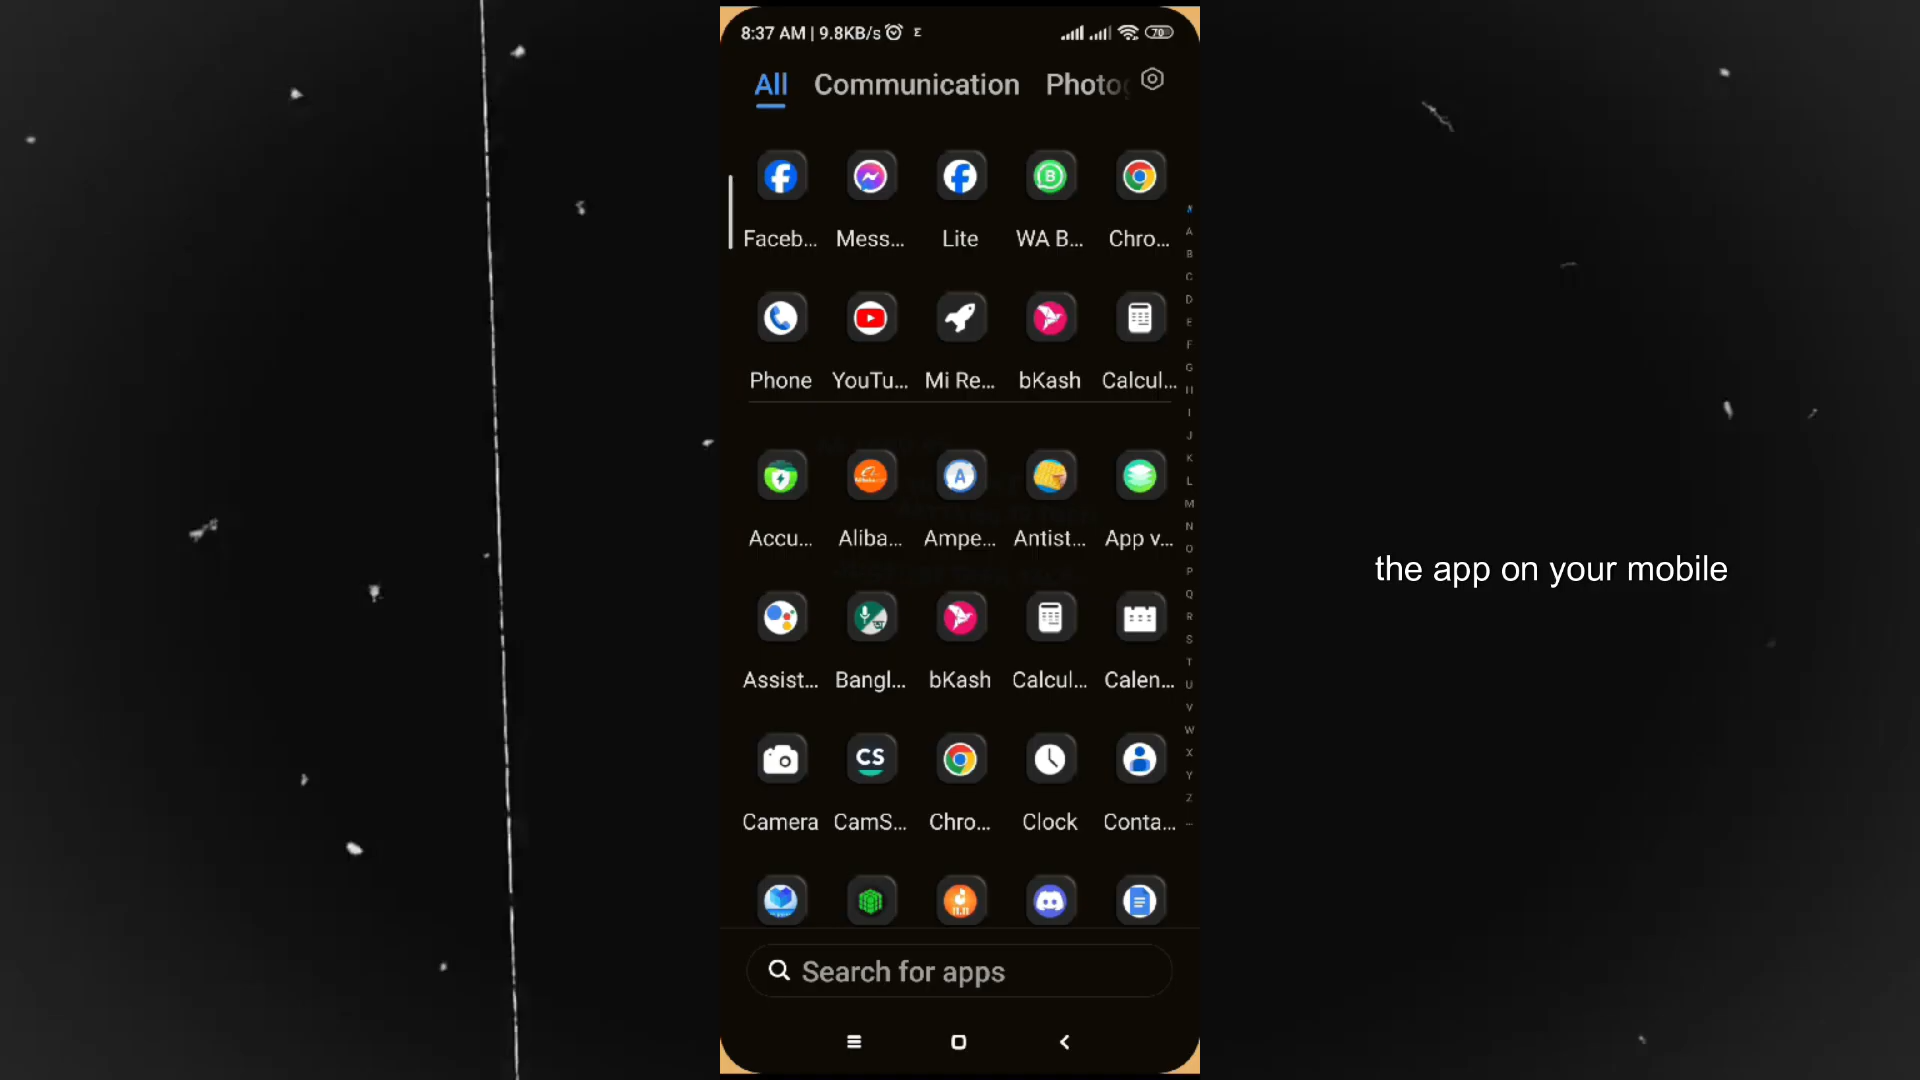 8:37 AM | 9.8KB/s
70
All Communication Photo
Faceb... Mess... Lite WA B... Chro...
Phone YouTu... Mi Re... bKash Calcul...
Accu... Aliba... Ampe... Antist... App v...
Assist... Bangl... bKash Calcul... Calen...
CS
Camera CamS... Chro... Clock Conta...
Search for apps
A
B
C
D
E
F
G
H
I
J
K
L
M
N
O
P
Q
R
S
T
U
V
W
X
Y
Z
the app on your mobile